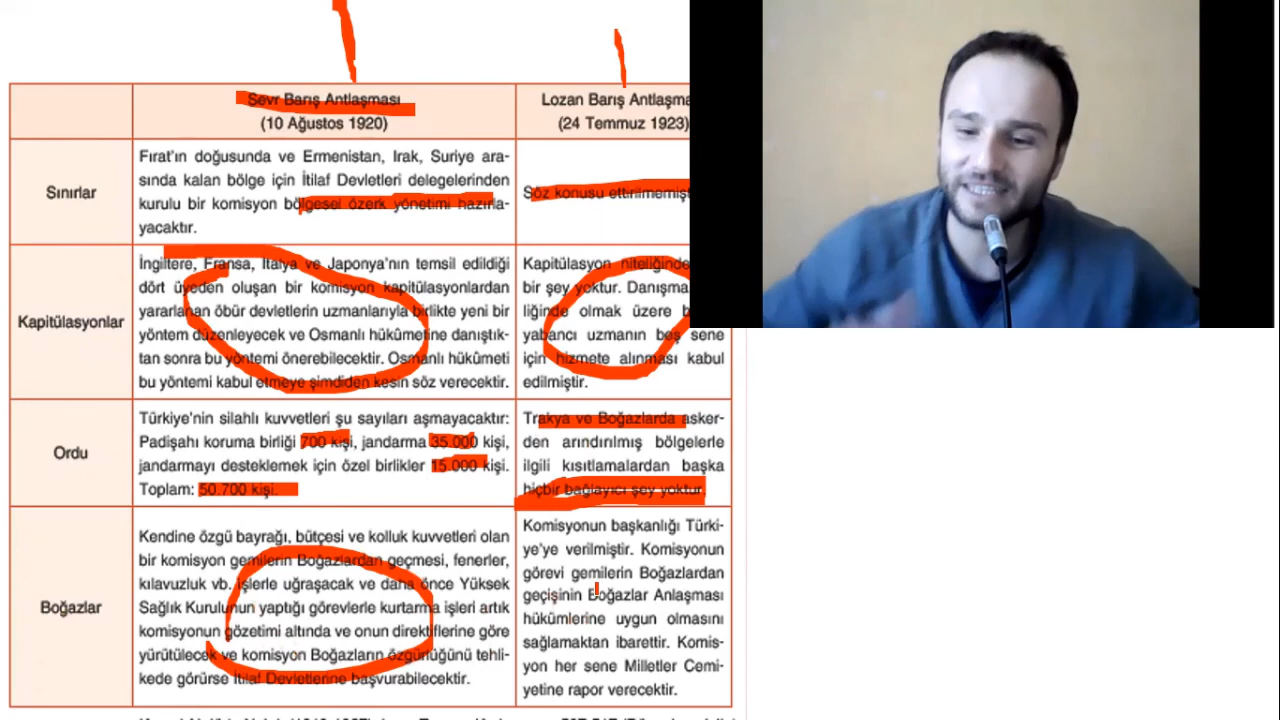 Sevr Barış Antlaşması
(10 Ağustos 1920)
Lozan Barış Antlaşma
(24 Temmuz 1923)
Sınırlar
Fırat'ın doğusunda ve Ermenistan, Irak, Suriye ara-
sında kalan bölge için İtilaf Devletleri delegelerinden
kurulu bir komisyon bölgesel özerk yönetimi hazırla-
yacaktır.
Söz konusu ettirilmemişt
Kapitülasyonlar
İngiltere, Fransa, İtalya ve Japonya'nın temsil edildiği
dört üyeden oluşan bir komisyon kapitülasyonlardan
yararlanan öbür devletlerin uzmanlarıyla birlikte yeni bir
yöntem düzenleyecek ve Osmanlı hükûmetine danıştık-
tan sonra bu yöntemi önerebilecektir. Osmanlı hükûmeti
bu yöntemi kabul etmeye şimdiden kesin söz verecektir.
Kapitülasyon niteliğinde
bir şey yoktur. Danışma
liğinde olmak üzere b
yabancı uzmanın beş sene
için hizmete alınması kabul
edilmiştir.
Ordu
Türkiye'nin silahlı kuvvetleri şu sayıları aşmayacaktır:
Padişahı koruma birliği 700 kişi, jandarma 35.000 kişi,
jandarmayı desteklemek için özel birlikler 15.000 kişi.
Toplam: 50.700 kişi.
Trakya ve Boğazlarda asker-
den arındırılmış bölgelerle
ilgili kısıtlamalardan başka
hiçbir bağlayıcı şey yoktur.
Boğazlar
Kendine özgü bayrağı, bütçesi ve kolluk kuvvetleri olan
bir komisyon gemilerin Boğazlardan geçmesi, fenerler,
kılavuzluk vb. işlerle uğraşacak ve daha önce Yüksek
Sağlık Kurulunun yaptığı görevlerle kurtarma işleri artık
komisyonun gözetimi altında ve onun direktiflerine göre
yürütülecek ve komisyon Boğazların özgürlüğünü tehli-
kede görürse İtilaf Devletlerine başvurabilecektir.
Komisyonun başkanlığı Türki-
ye'ye verilmiştir. Komisyonun
görevi gemilerin Boğazlardan
geçişinin Boğazlar Anlaşması
hükümlerine uygun olmasını
sağlamaktan ibarettir. Komis-
yon her sene Milletler Cemi-
yetine rapor verecektir.